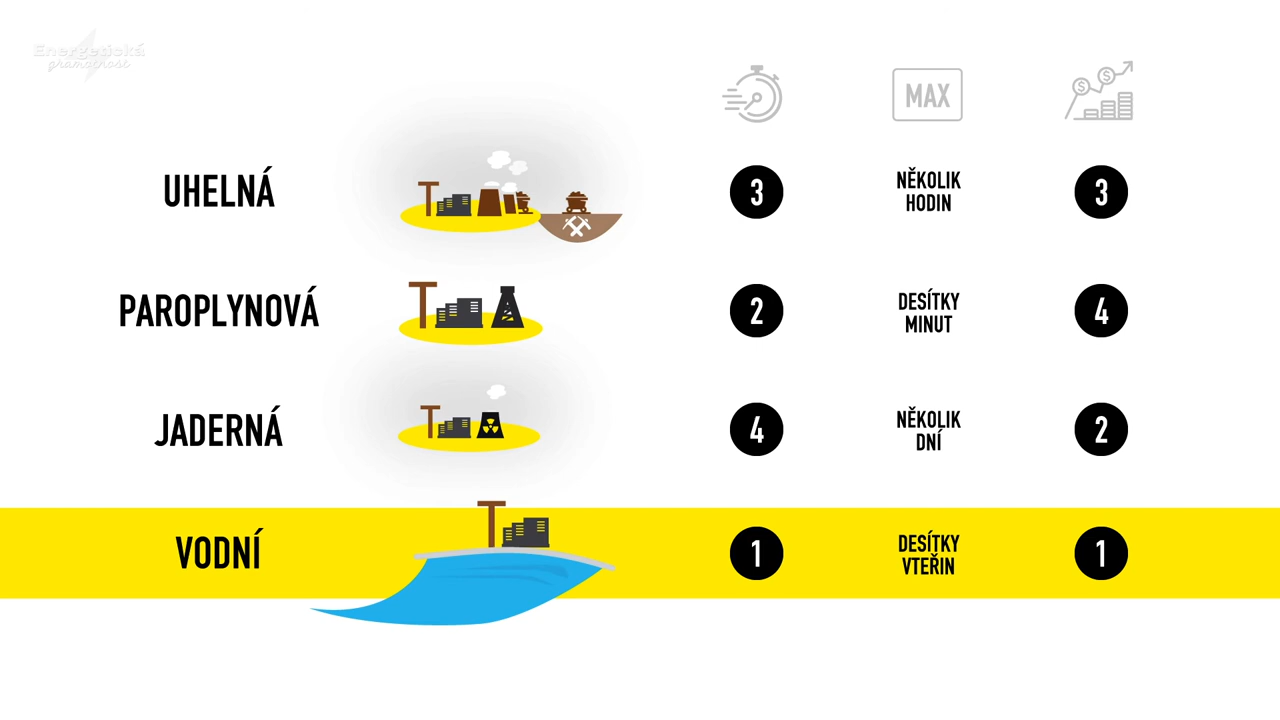 Energetická
gramotnost
MAX
UHELNÁ
3
NĚKOLIK
HODIN
3
PAROPLYNOVÁ
2
DESÍTKY
MINUT
4
JADERNÁ
4
NĚKOLIK
DNÍ
2
VODNÍ
1
DESÍTKY
VTEŘIN
1